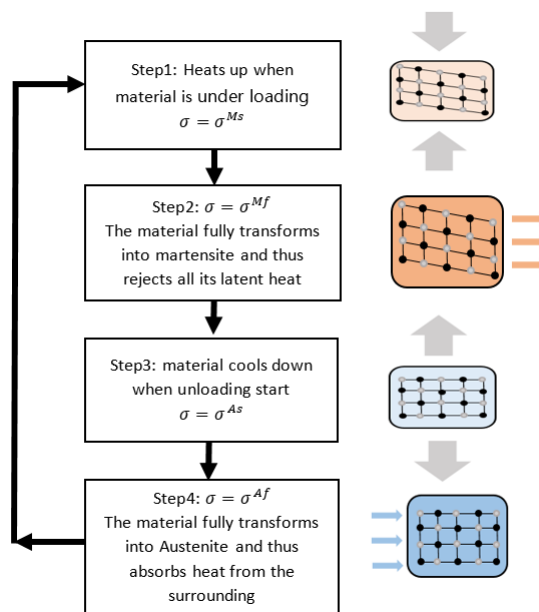 Step1: Heats up when
material is under loading
σ = σ^{Ms}
Step2: σ = σ^{Mf}
The material fully transforms
into martensite and thus
rejects all its latent heat
Step3: material cools down
when unloading start
σ = σ^{As}
Step4: σ = σ^{Af}
The material fully transforms
into Austenite and thus
absorbs heat from the
surrounding